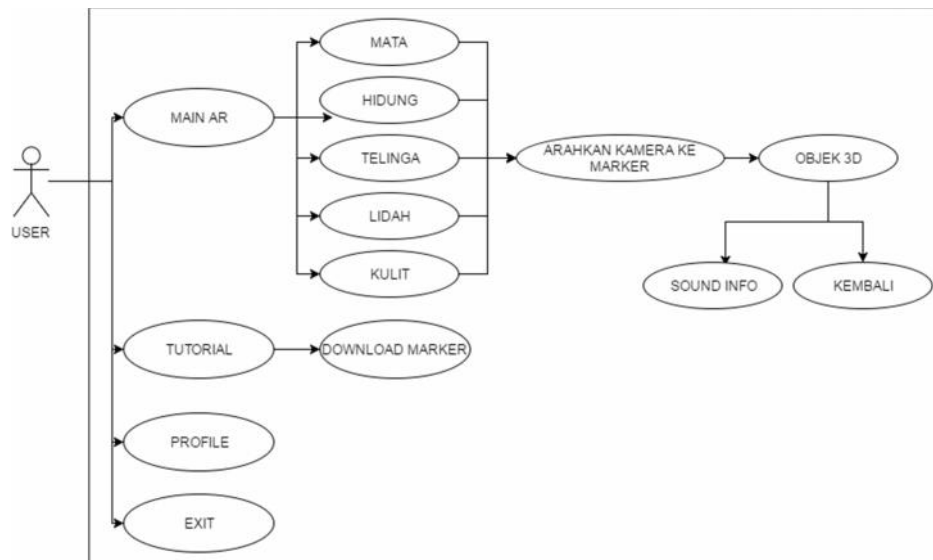 USER
MAIN AR
MATA
HIDUNG
TELINGA
LIDAH
KULIT
ARAHKAN KAMERA KE
MARKER
OBJEK 3D
SOUND INFO
KEMBALI
TUTORIAL
DOWNLOAD MARKER
PROFILE
EXIT